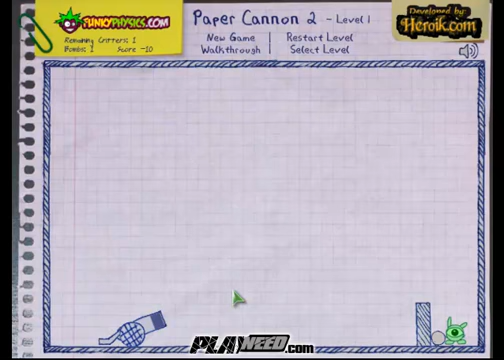 FUNKYPHYSICS.COM
Remaining Critters: 1
Bombs: 1 Score -10
Paper Cannon 2 - Level 1
New Game Restart Level
Walkthrough Select Level
Developed by:
Heroik.com
PLAYNEED.com